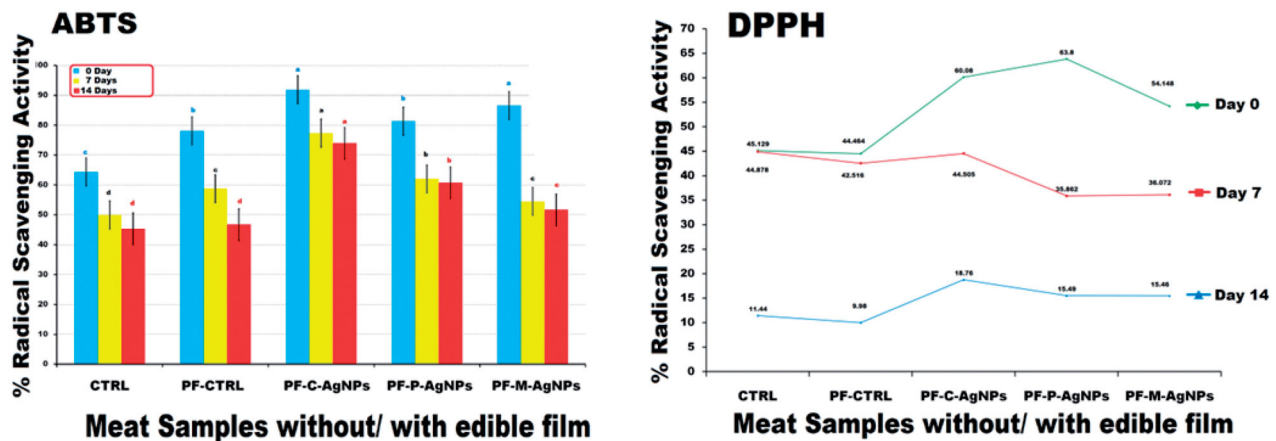 ABTS
% Radical Scavenging Activity
100
90
80
70
60
50
40
30
20
10
0
0 Day
7 Days
14 Days
c
d
d
b
c
d
a
a
a
b
b
b
a
c
c
CTRL
PF-CTRL
PF-C-AgNPs
PF-P-AgNPs
PF-M-AgNPs
Meat Samples without/ with edible film
DPPH
% Radical Scavenging Activity
70
65
60
55
50
45
40
35
30
25
20
15
10
5
0
45.129
44.464
60.08
63.8
54.148
Day 0
44.878
42.516
44.505
35.862
36.072
Day 7
11.44
9.98
18.76
15.49
15.46
Day 14
CTRL
PF-CTRL
PF-C-AgNPs
PF-P-AgNPs
PF-M-AgNPs
Meat Samples without/ with edible film